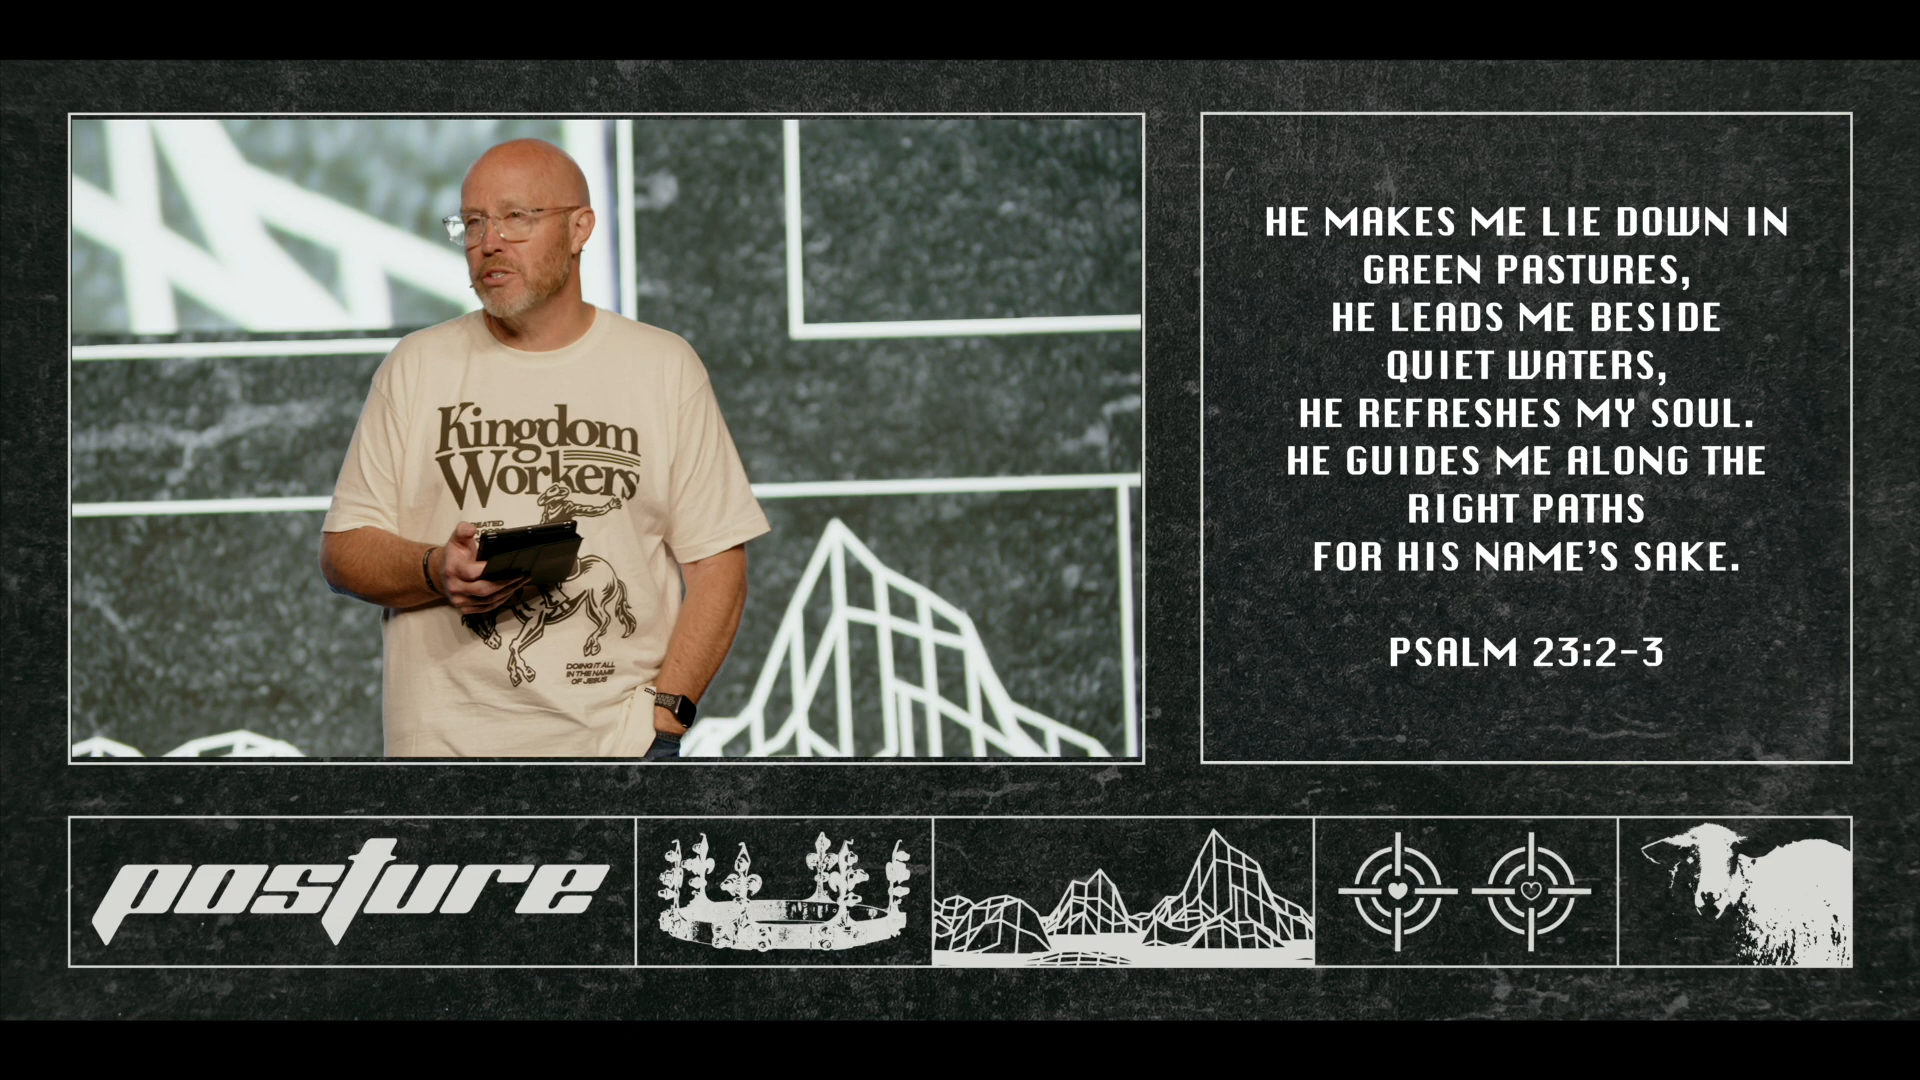 Kingdom
Workers
DOING IT ALL
IN THE NAME
OF JESUS
HE MAKES ME LIE DOWN IN
GREEN PASTURES,
HE LEADS ME BESIDE
QUIET WATERS,
HE REFRESHES MY SOUL.
HE GUIDES ME ALONG THE
RIGHT PATHS
FOR HIS NAME’S SAKE.
PSALM 23:2-3
posture